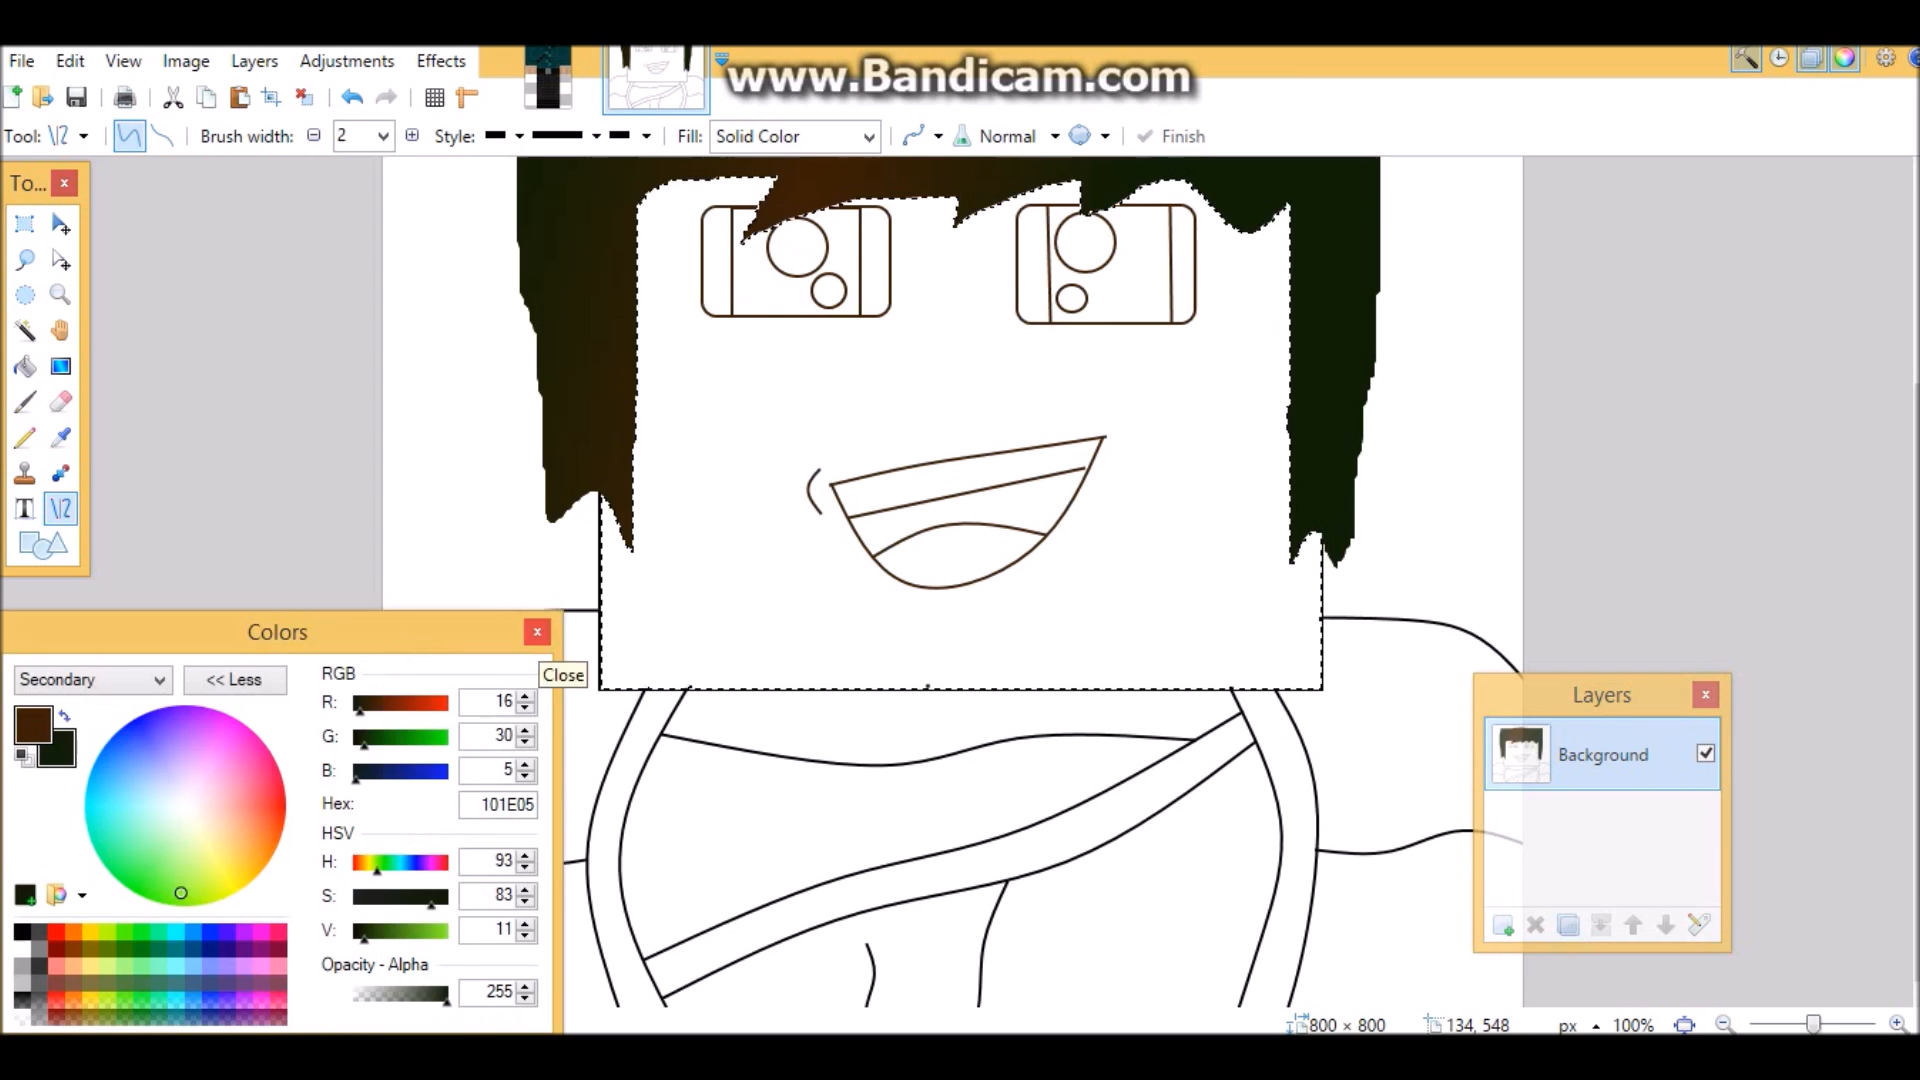 File Edit View Image Layers Adjustments Effects
www.Bandicam.com
Tool: Brush width: 2 Style: Fill: Solid Color Normal Finish
To...
Colors
Close
Secondary << Less
RGB
R: 16
G: 30
B: 5
Hex: 101E05
HSV
H: 93
S: 83
V: 11
Opacity - Alpha
255
Layers
Background
800 × 800 134, 548 px 100%